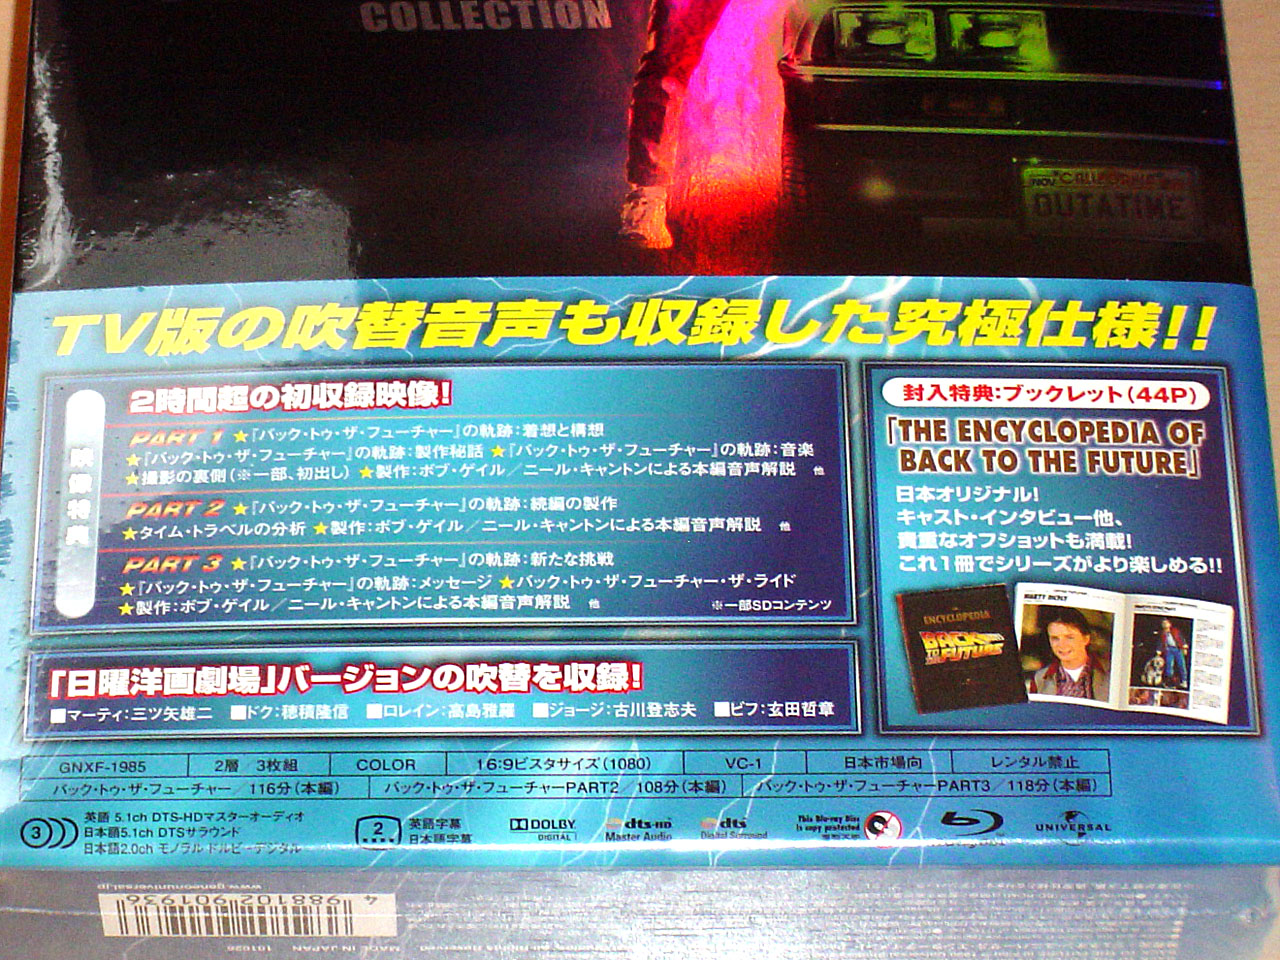 COLLECTION
NOV CALIFORNIA
OUTATIME
TV版の吹替音声も収録した究極仕様!!
映像特典
2時間超の初収録映像!
PART 1 ★『バック・トゥ・ザ・フューチャー』の軌跡:着想と構想
★『バック・トゥ・ザ・フューチャー』の軌跡:製作秘話 ★『バック・トゥ・ザ・フューチャー』の軌跡:音楽
★撮影の裏側(※一部、初出し) ★製作:ボブ・ゲイル/ニール・キャントンによる本編音声解説 他
PART 2 ★『バック・トゥ・ザ・フューチャー』の軌跡:続編の製作
★タイム・トラベルの分析 ★製作:ボブ・ゲイル/ニール・キャントンによる本編音声解説 他
PART 3 ★『バック・トゥ・ザ・フューチャー』の軌跡:新たな挑戦
★『バック・トゥ・ザ・フューチャー』の軌跡:メッセージ ★バック・トゥ・ザ・フューチャー・ザ・ライド
★製作:ボブ・ゲイル/ニール・キャントンによる本編音声解説 他 ※一部SDコンテンツ
封入特典:ブックレット(44P)
「THE ENCYCLOPEDIA OF
BACK TO THE FUTURE」
日本オリジナル!
キャスト・インタビュー他、
貴重なオフショットも満載!
これ1冊でシリーズがより楽しめる!!
ENCYCLOPEDIA
BACK TO THE FUTURE
MARTY McFLY
「日曜洋画劇場」バージョンの吹替を収録!
■マーティ:三ツ矢雄二 ■ドク:穂積隆信 ■ロレイン:高島雅羅 ■ジョージ:古川登志夫 ■ビフ:玄田哲章
GNXF-1985 2層/3枚組 COLOR 16:9ビスタサイズ(1080) VC-1 日本市場向 レンタル禁止
バック・トゥ・ザ・フューチャー/116分(本編) バック・トゥ・ザ・フューチャーPART2/108分(本編) バック・トゥ・ザ・フューチャーPART3/118分(本編)
3 英語 5.1ch DTS-HDマスターオーディオ
日本語5.1ch DTSサラウンド
日本語2.0ch モノラル ドルビーデジタル
2 英語字幕
日本語字幕
DOLBY DIGITAL
dts-HD Master Audio
dts Digital Surround
This Blu-ray Disc is copy protected
UNIVERSAL
www.geneonuniversal.jp
4 988102 901936
MADE IN JAPAN